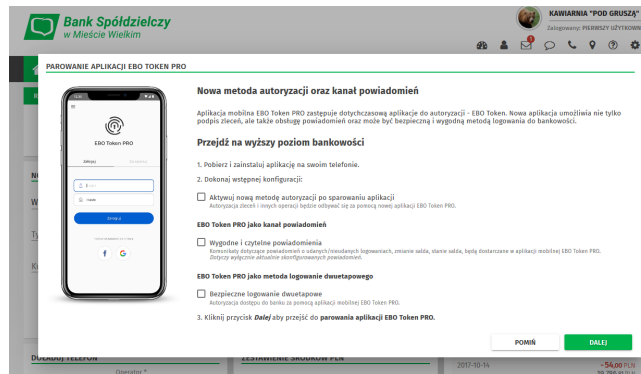 Bank Spółdzielczy
w Mieście Wielkim
KAWIARNIA "POD GRUSZĄ"
Zalogowany: PIERWSZY UŻYTKOWN
PAROWANIE APLIKACJI EBO TOKEN PRO
Nowa metoda autoryzacji oraz kanał powiadomień
Aplikacja mobilna EBO Token PRO zastępuje dotychczasową aplikacje do autoryzacji - EBO Token. Nowa aplikacja umożliwia nie tylko
podpis zleceń, ale także obsługę powiadomień oraz może być bezpieczną i wygodną metodą logowania do bankowości.
Przejdź na wyższy poziom bankowości
1. Pobierz i zainstaluj aplikację na swoim telefonie.
2. Dokonaj wstępnej konfiguracji:
Aktywuj nową metodę autoryzacji po sparowaniu aplikacji
Autoryzacja zleceń i innych operacji będzie odbywać się za pomocą nowej aplikacji EBO Token PRO.
EBO Token PRO jako kanał powiadomień
Wygodne i czytelne powiadomienia
Komunikaty dotyczące powiadomień o udanych/nieudanych logowaniach, zmianie salda, stanie salda, będą dostarczane w aplikacji mobilnej EBO Token PRO.
Dotyczy wyłącznie aktualnie skonfigurowanych powiadomień.
EBO Token PRO jako metoda logowanie dwuetapowego
Bezpieczne logowanie dwuetapowe
Autoryzacja dostępu do banku za pomocą aplikacji mobilnej EBO Token PRO.
3. Kliknij przycisk Dalej aby przejść do parowania aplikacji EBO Token PRO.
EBO Token PRO
Zaloguj
Zaloguj
POMIŃ
DALEJ
DOŁADUJ TELEFON
Operator *
ZESTAWIENIE ŚRODKÓW PLN
2017-10-14
-54,00 PLN